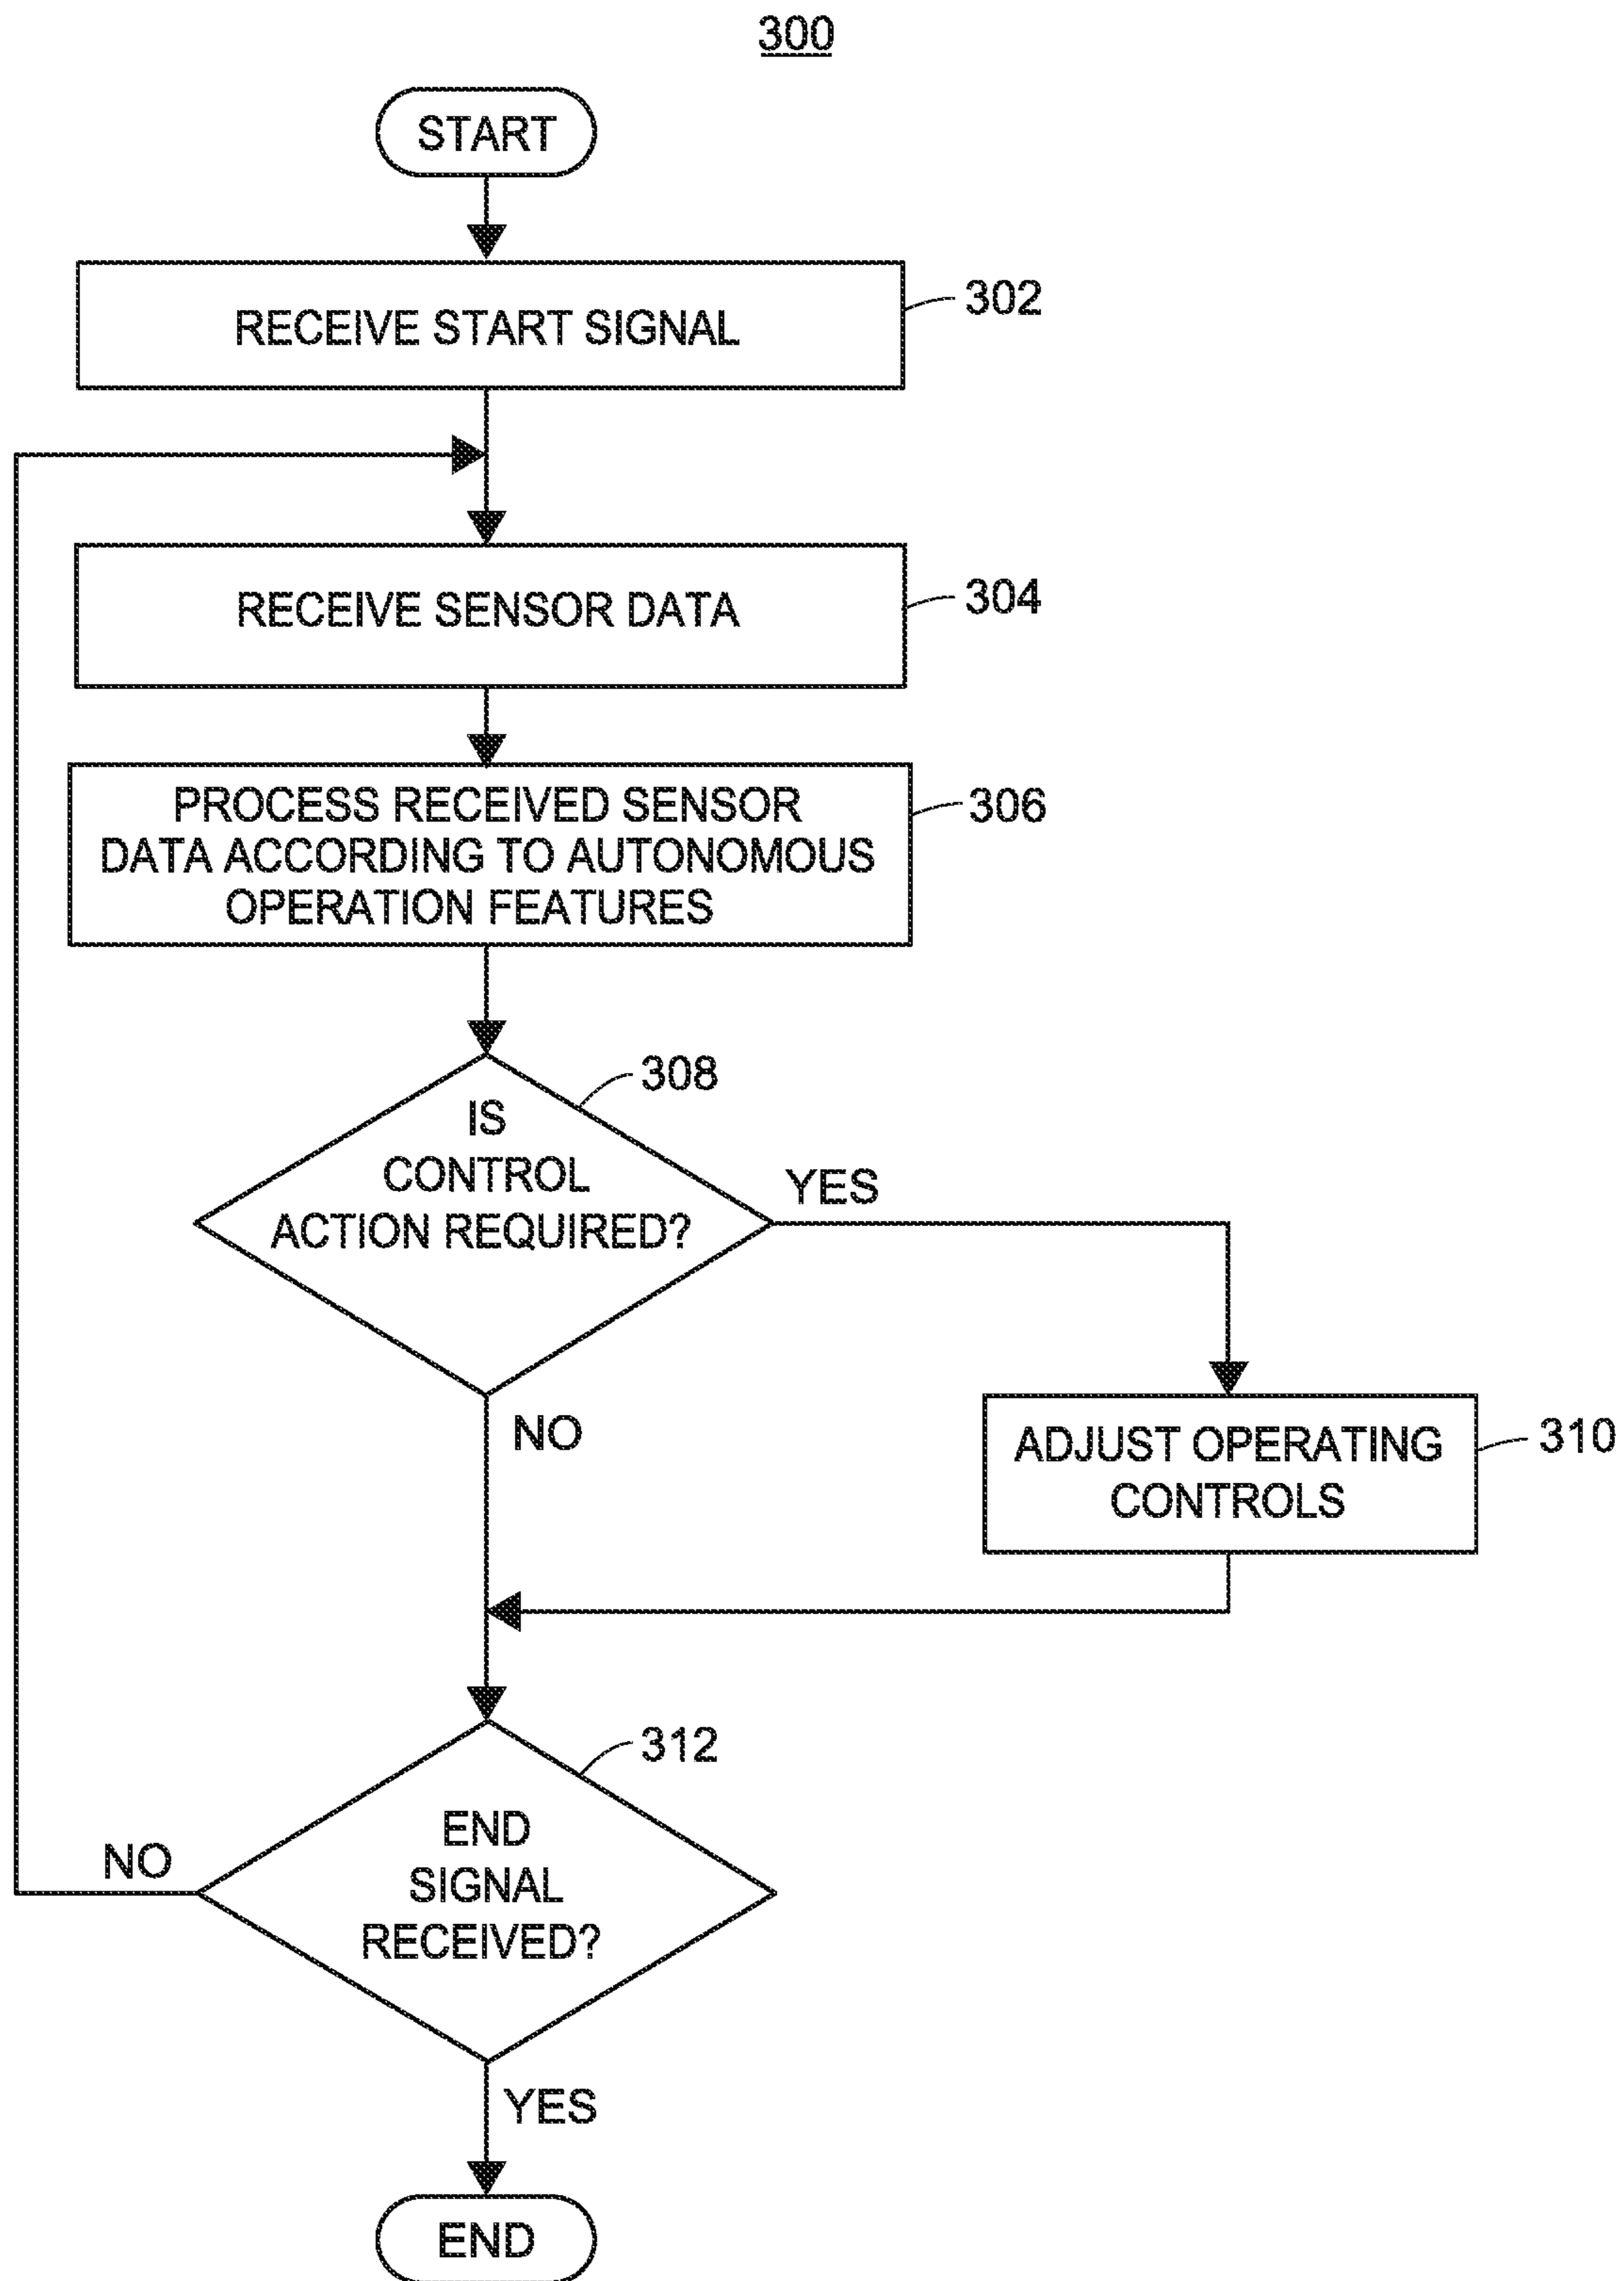 300
START
RECEIVE START SIGNAL
302
RECEIVE SENSOR DATA
304
PROCESS RECEIVED SENSOR
DATA ACCORDING TO AUTONOMOUS
OPERATION FEATURES
306
308
IS
CONTROL
ACTION REQUIRED?
YES
NO
ADJUST OPERATING
CONTROLS
310
312
END
SIGNAL
RECEIVED?
NO
YES
END